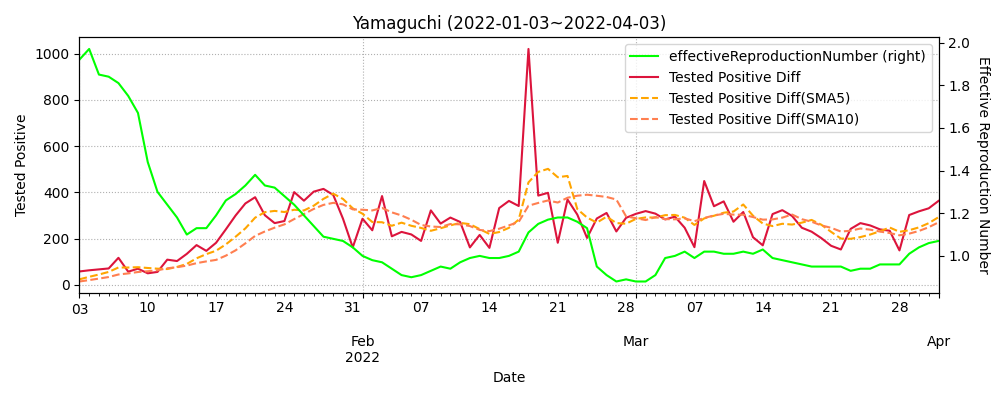 Yamaguchi (2022-01-03~2022-04-03)
effectiveReproductionNumber (right)
Tested Positive Diff
Tested Positive Diff(SMA5)
Tested Positive Diff(SMA10)
Tested Positive
1000
800
600
400
200
0
2.0
1.8
1.6
1.4
1.2
1.0
Effective Reproduction Number
03 10 17 24 31 07 14 21 28 07 14 21 28
Feb Mar Apr
2022
Date